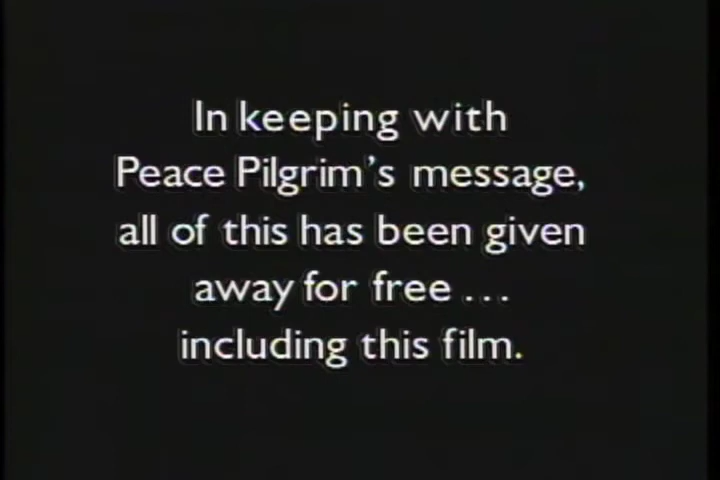 In keeping with
Peace Pilgrim's message,
all of this has been given
away for free ...
including this film.